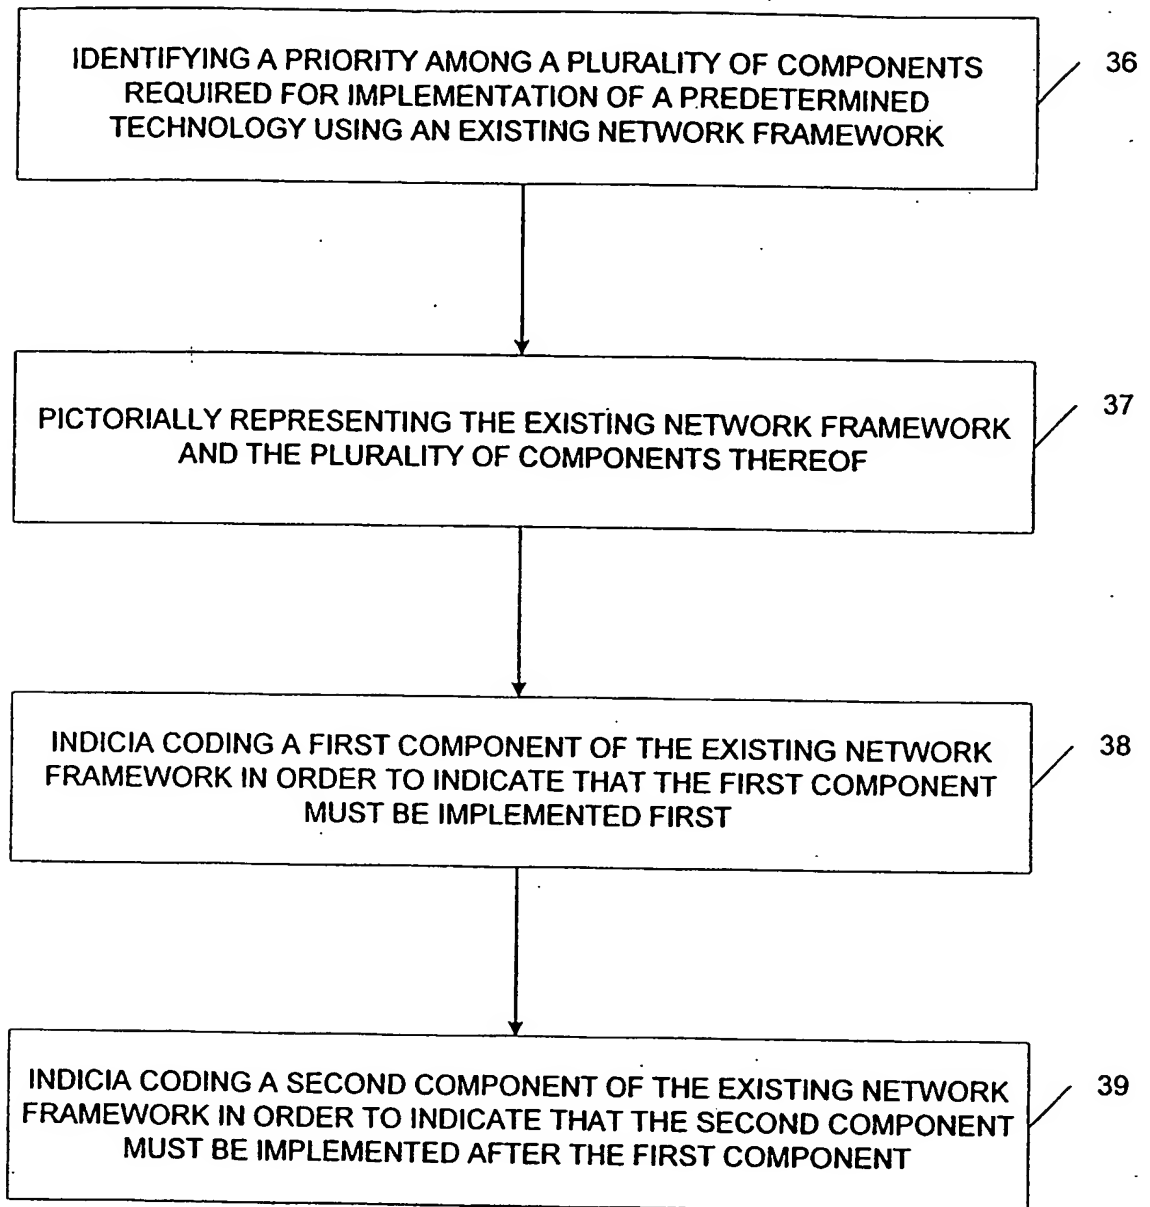 IDENTIFYING A PRIORITY AMONG A PLURALITY OF COMPONENTS
REQUIRED FOR IMPLEMENTATION OF A PREDETERMINED
TECHNOLOGY USING AN EXISTING NETWORK FRAMEWORK
36
PICTORIALLY REPRESENTING THE EXISTING NETWORK FRAMEWORK
AND THE PLURALITY OF COMPONENTS THEREOF
37
INDICIA CODING A FIRST COMPONENT OF THE EXISTING NETWORK
FRAMEWORK IN ORDER TO INDICATE THAT THE FIRST COMPONENT
MUST BE IMPLEMENTED FIRST
38
INDICIA CODING A SECOND COMPONENT OF THE EXISTING NETWORK
FRAMEWORK IN ORDER TO INDICATE THAT THE SECOND COMPONENT
MUST BE IMPLEMENTED AFTER THE FIRST COMPONENT
39